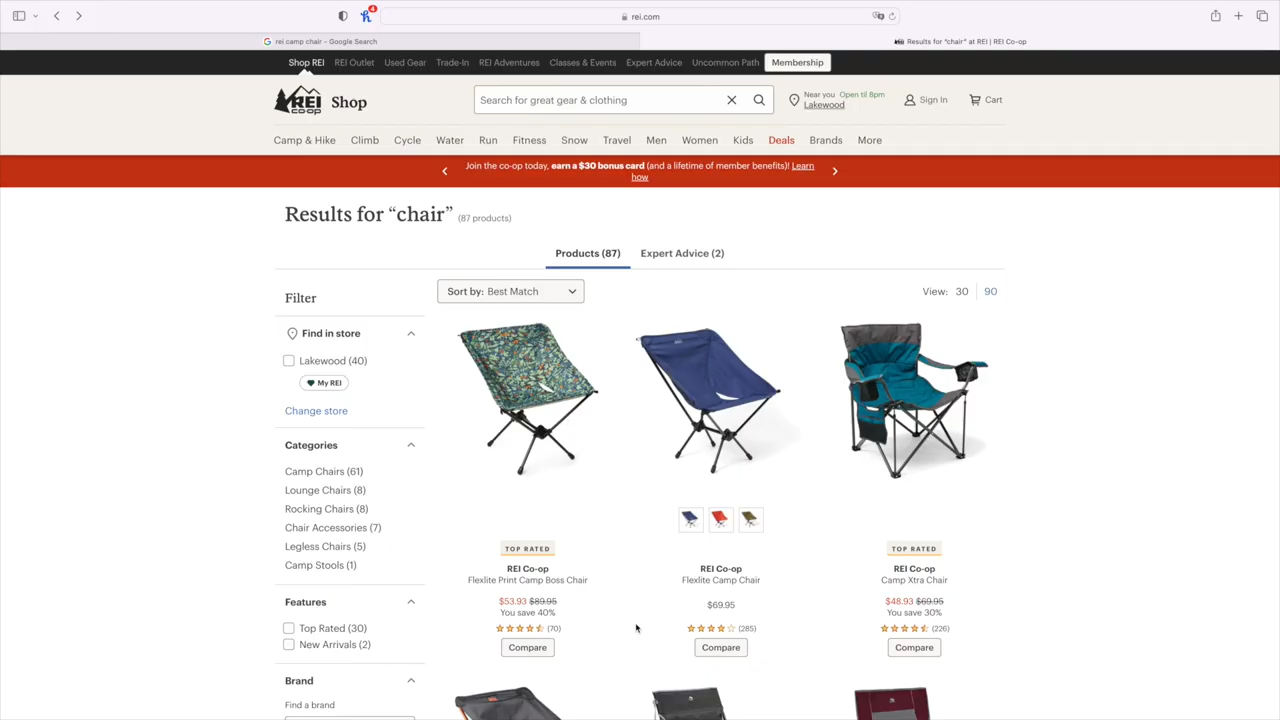 4
rei.com
rei camp chair – Google Search
Results for “chair” at REI | REI Co-op
Shop REI
REI Outlet
Used Gear
Trade-In
REI Adventures
Classes & Events
Expert Advice
Uncommon Path
Membership
REI
CO-OP
Shop
Search for great gear & clothing
Near you Open til 8pm
Lakewood
Sign In
Cart
Camp & Hike
Climb
Cycle
Water
Run
Fitness
Snow
Travel
Men
Women
Kids
Deals
Brands
More
Join the co-op today, earn a $30 bonus card (and a lifetime of member benefits)! Learn
how
Results for “chair” (87 products)
Products (87)
Expert Advice (2)
Filter
Sort by: Best Match
View: 30 90
Find in store
Lakewood (40)
My REI
Change store
Categories
Camp Chairs (61)
Lounge Chairs (8)
Rocking Chairs (8)
Chair Accessories (7)
Legless Chairs (5)
Camp Stools (1)
Features
Top Rated (30)
New Arrivals (2)
Brand
Find a brand
TOP RATED
REI Co-op
Flexlite Print Camp Boss Chair
$53.93 $89.95
You save 40%
(70)
Compare
REI Co-op
Flexlite Camp Chair
$69.95
(285)
Compare
TOP RATED
REI Co-op
Camp Xtra Chair
$48.93 $69.95
You save 30%
(226)
Compare